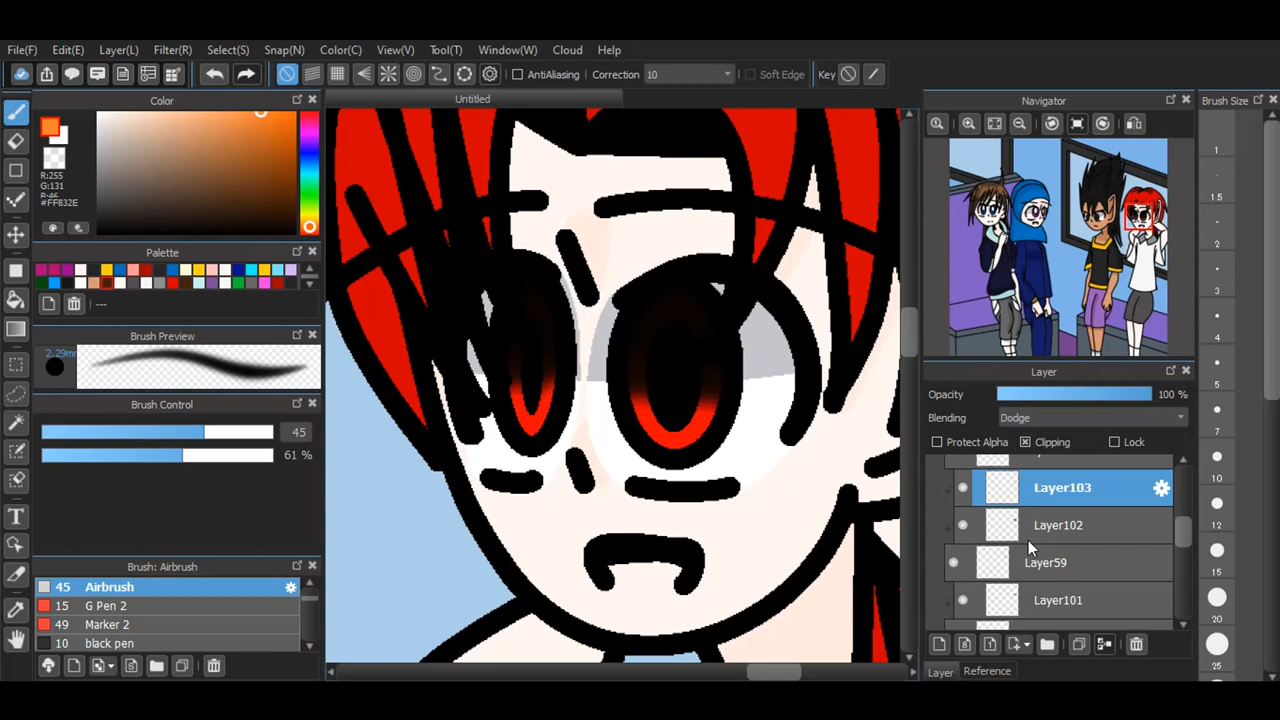 File(F) Edit(E) Layer(L) Filter(R) Select(S) Snap(N) Color(C) View(V) Tool(T) Window(W) Cloud Help
AntiAliasing Correction 10 Soft Edge Key
Color
R:255
G:131
#FF832E
Palette
---
Brush Preview
2.29mm
Brush Control
45
61 %
Brush: Airbrush
45 Airbrush
15 G Pen 2
49 Marker 2
10 black pen
Untitled
Navigator
Layer
Opacity 100 %
Blending Dodge
Protect Alpha Clipping Lock
Layer103
Layer102
Layer59
Layer101
Layer Reference
Brush Size
1
1.5
2
3
4
5
7
10
12
15
17
20
25